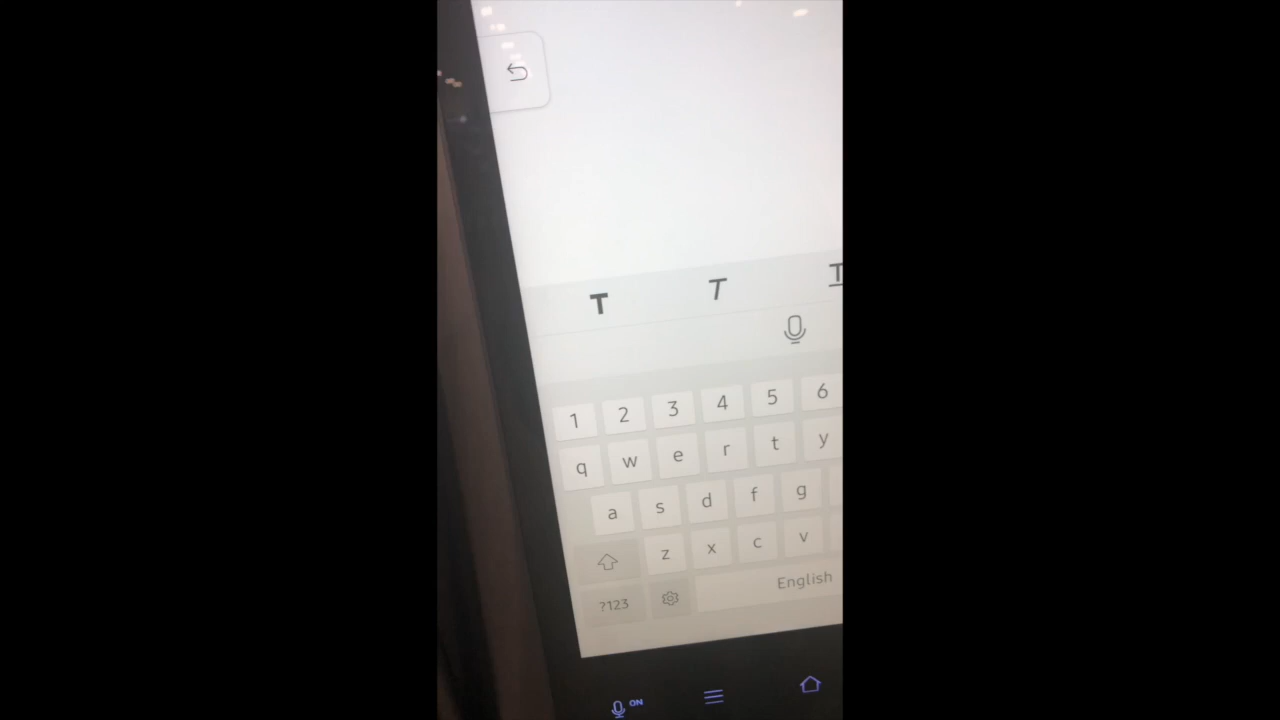 T T T
1 2 3 4 5 6
q w e r t y
a s d f g
z x c v
?123 English
ON